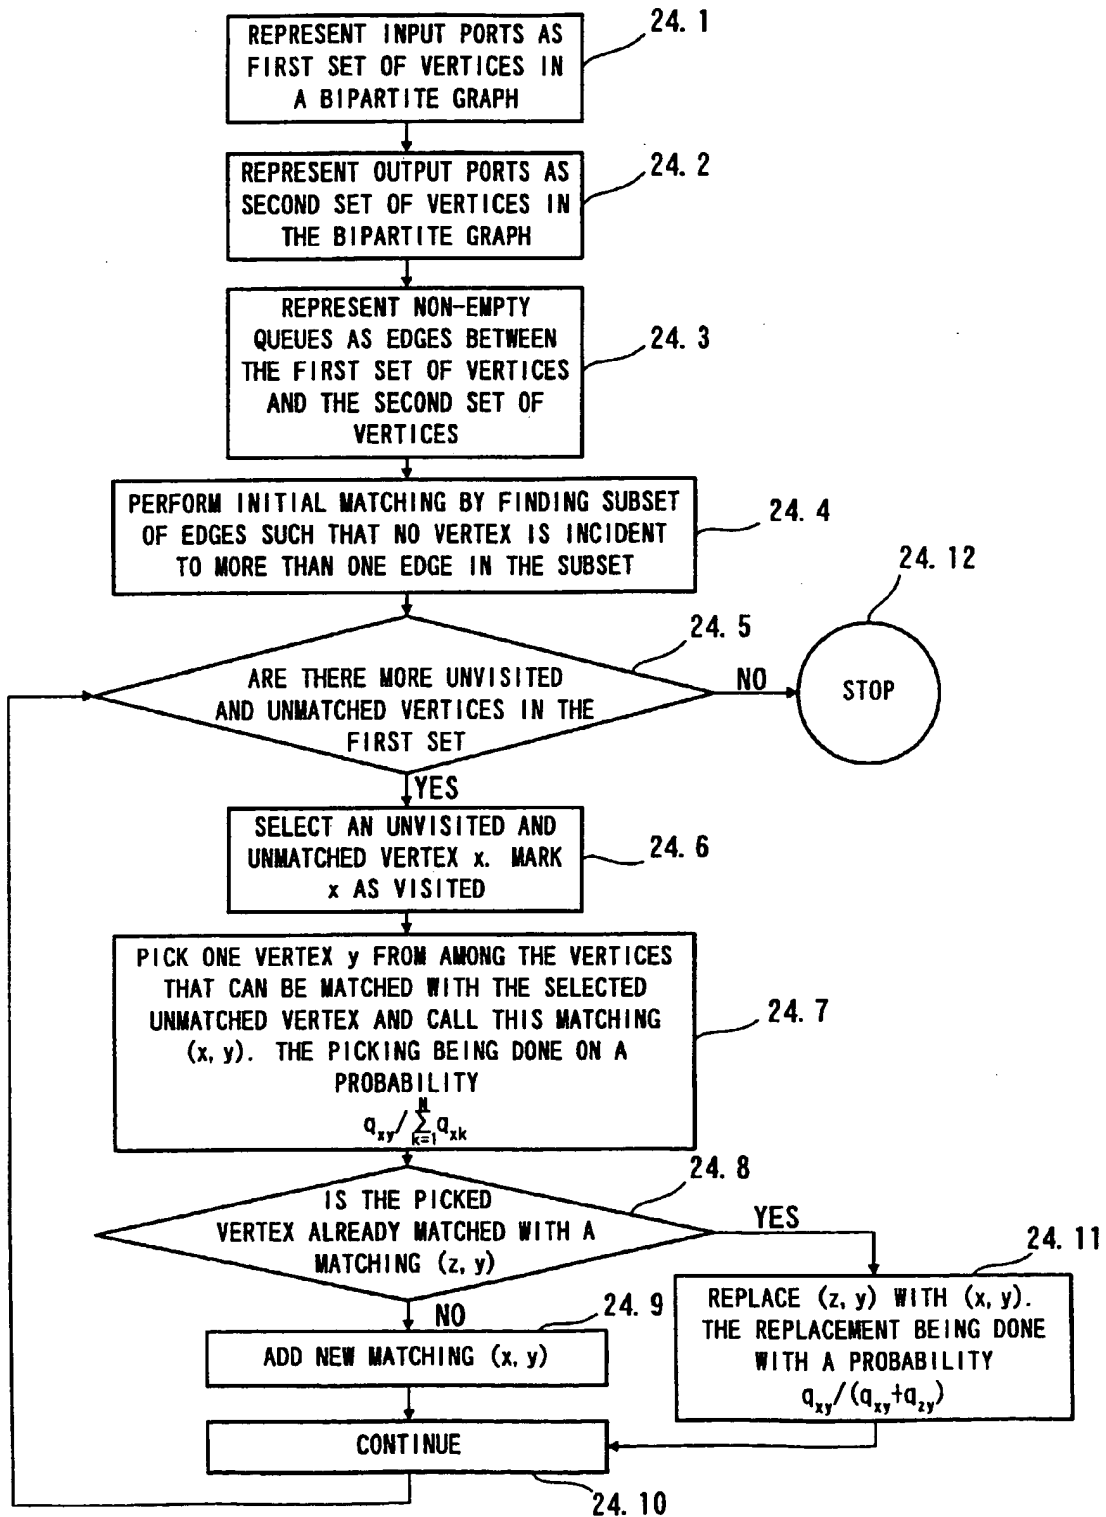 24. 1
REPRESENT INPUT PORTS AS
FIRST SET OF VERTICES IN
A BIPARTITE GRAPH
24. 2
REPRESENT OUTPUT PORTS AS
SECOND SET OF VERTICES IN
THE BIPARTITE GRAPH
24. 3
REPRESENT NON-EMPTY
QUEUES AS EDGES BETWEEN
THE FIRST SET OF VERTICES
AND THE SECOND SET OF
VERTICES
24. 4
PERFORM INITIAL MATCHING BY FINDING SUBSET
OF EDGES SUCH THAT NO VERTEX IS INCIDENT
TO MORE THAN ONE EDGE IN THE SUBSET
24. 12
STOP
24. 5
ARE THERE MORE UNVISITED
AND UNMATCHED VERTICES IN THE
FIRST SET
NO
YES
24. 6
SELECT AN UNVISITED AND
UNMATCHED VERTEX x. MARK
x AS VISITED
24. 7
PICK ONE VERTEX y FROM AMONG THE VERTICES
THAT CAN BE MATCHED WITH THE SELECTED
UNMATCHED VERTEX AND CALL THIS MATCHING
(x, y). THE PICKING BEING DONE ON A
PROBABILITY
q_xy / ∑_{k=1}^{N} q_xk
24. 8
IS THE PICKED
VERTEX ALREADY MATCHED WITH A
MATCHING (z, y)
YES
NO
24. 11
REPLACE (z, y) WITH (x, y).
THE REPLACEMENT BEING DONE
WITH A PROBABILITY
q_xy/(q_xy+q_zy)
24. 9
ADD NEW MATCHING (x, y)
CONTINUE
24. 10